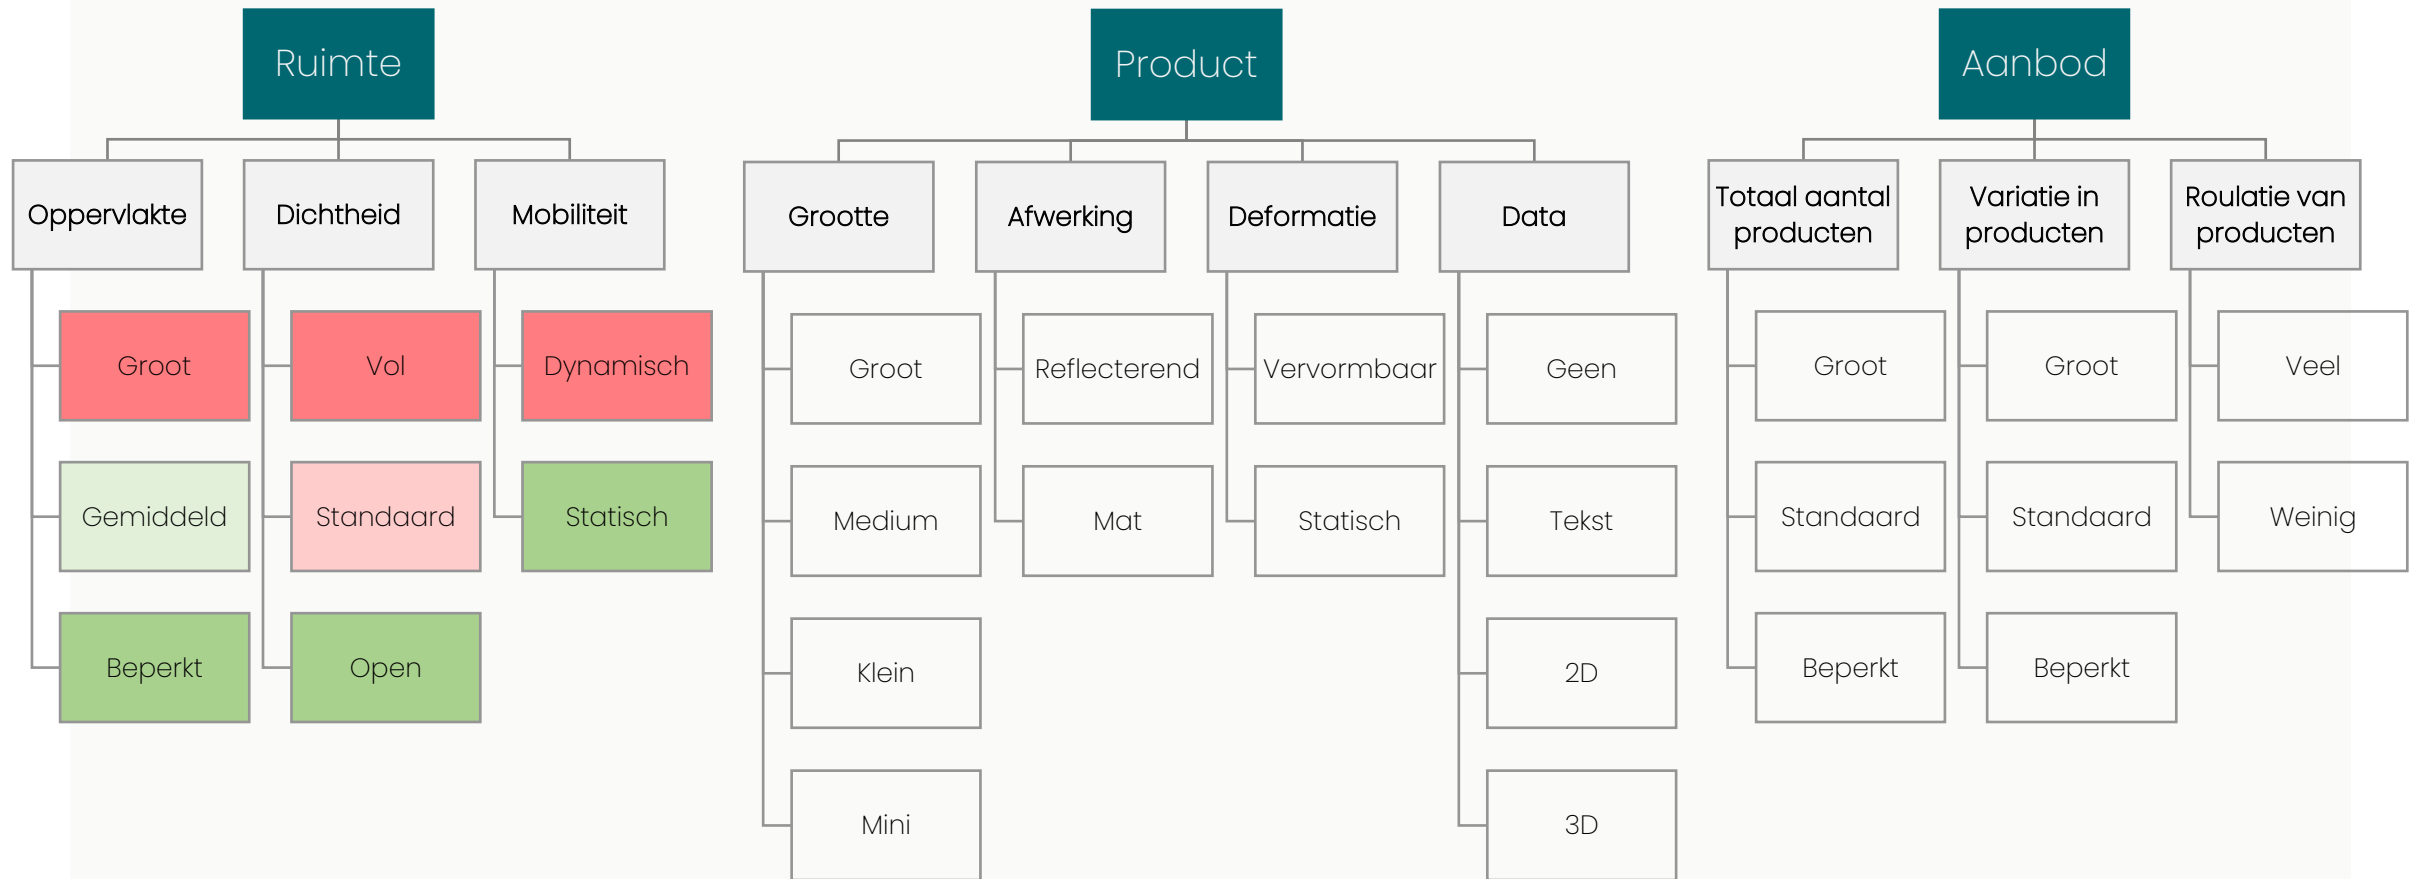 Ruimte
Oppervlakte
Dichtheid
Mobiliteit
Groot
Vol
Dynamisch
Gemiddeld
Standaard
Statisch
Beperkt
Open
Product
Grootte
Afwerking
Deformatie
Data
Groot
Reflecterend
Vervormbaar
Geen
Medium
Mat
Statisch
Tekst
Klein
2D
Mini
3D
Aanbod
Totaal aantal
producten
Variatie in
producten
Roulatie van
producten
Groot
Groot
Veel
Standaard
Standaard
Weinig
Beperkt
Beperkt